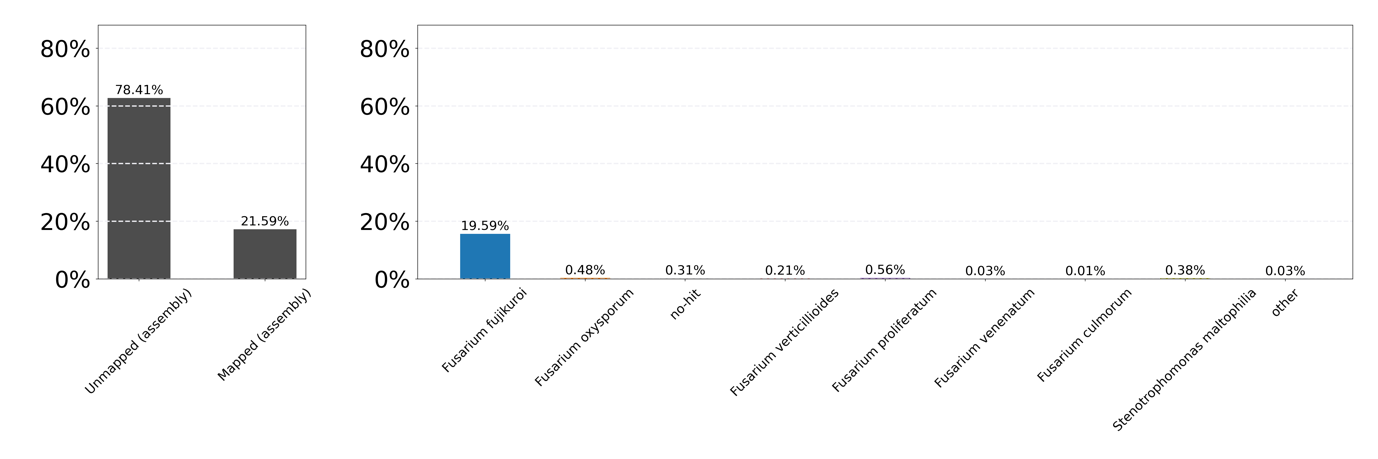 80%
60%
40%
20%
0%
78.41%
21.59%
Unmapped (assembly)
Mapped (assembly)
80%
60%
40%
20%
0%
19.59%
0.48%
0.31%
0.21%
0.56%
0.03%
0.01%
0.38%
0.03%
Fusarium fujikuroi
Fusarium oxysporum
no-hit
Fusarium verticillioides
Fusarium proliferatum
Fusarium venenatum
Fusarium culmorum
Stenotrophomonas maltophilia
other